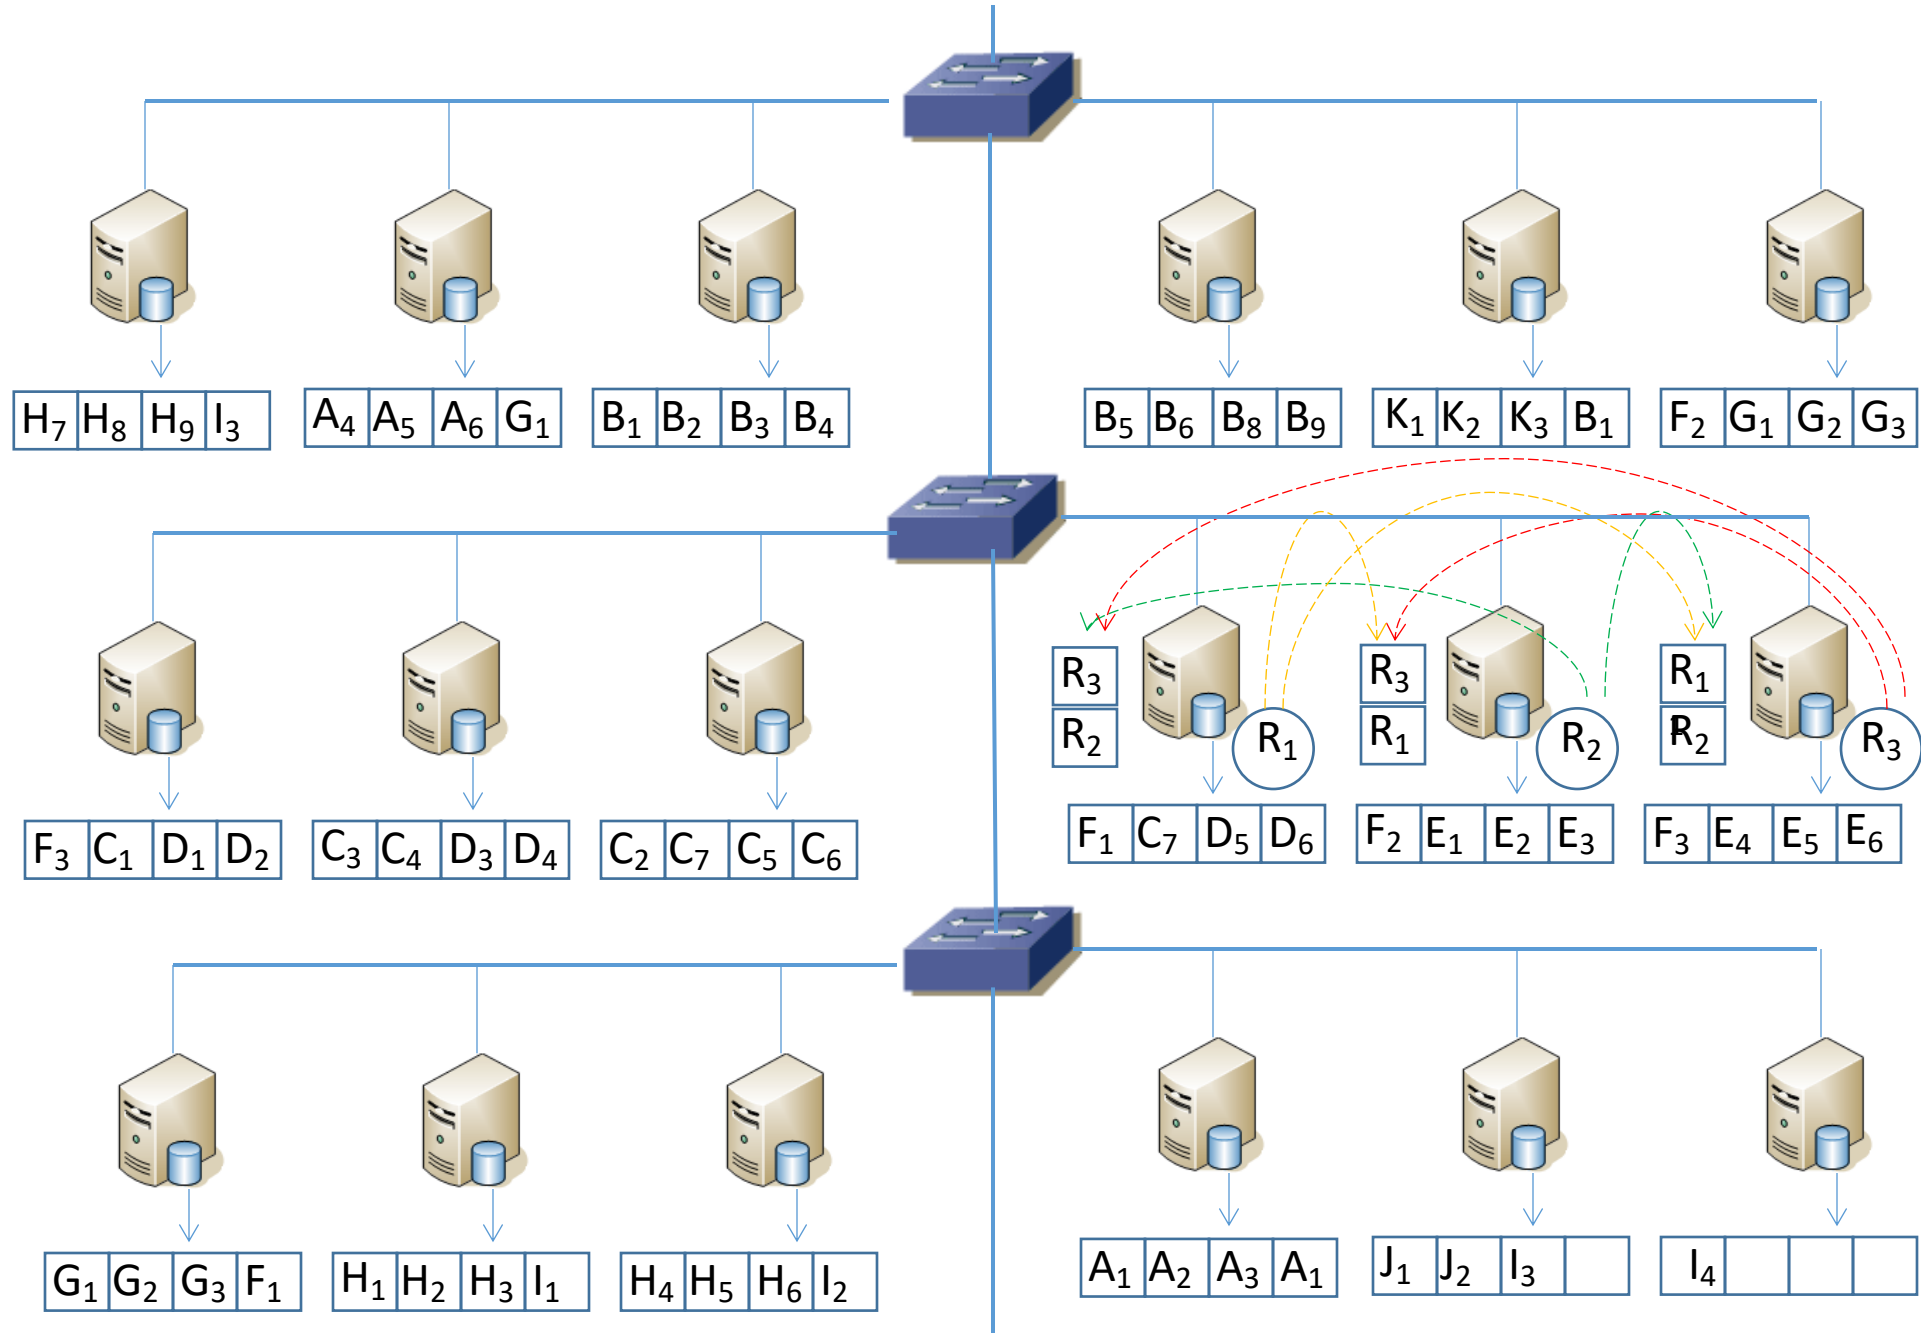 H7 H8 H9 I3
A4 A5 A6 G1
B1 B2 B3 B4
B5 B6 B8 B9
K1 K2 K3 B1
F2 G1 G2 G3
R3
R2
R1
R3
R1
R2
R1
1
R2
R3
F3 C1 D1 D2
C3 C4 D3 D4
C2 C7 C5 C6
F1 C7 D5 D6
F2 E1 E2 E3
F3 E4 E5 E6
G1 G2 G3 F1
H1 H2 H3 I1
H4 H5 H6 I2
A1 A2 A3 A1
J1 J2 I3
I4